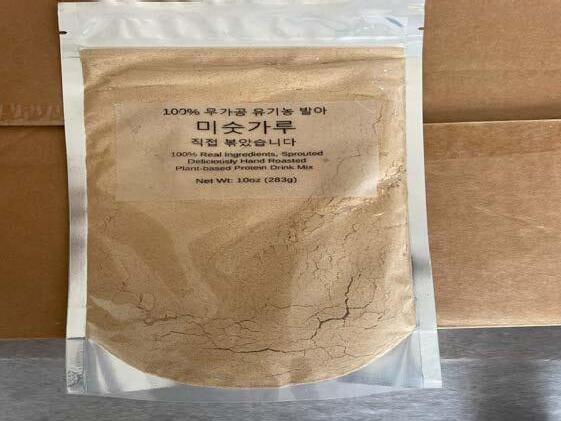 100% 무가공 유기농 발아
미숫가루
직접 볶았습니다
100% Real Ingredients, Sprouted
Deliciously Hand Roasted
Plant-based Protein Drink Mix
Net Wt: 10oz (283g)